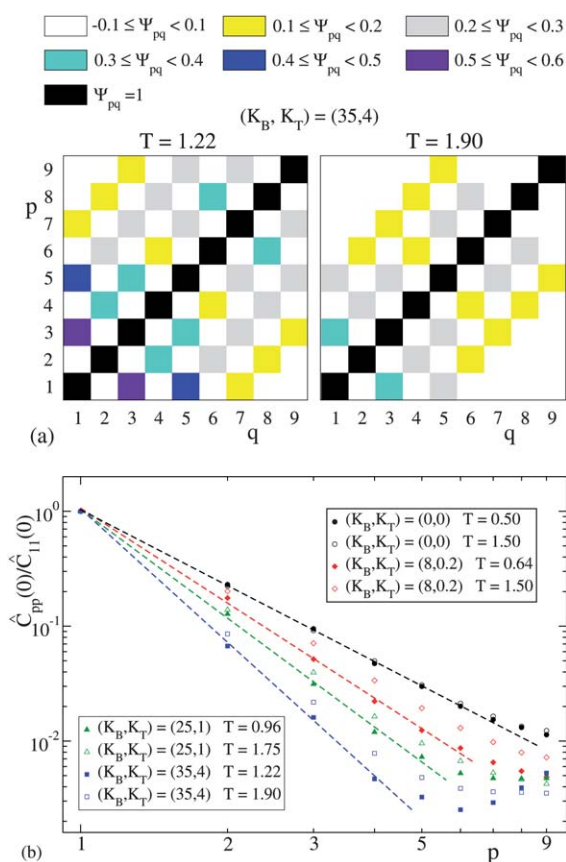 -0.1 ≤ Ψpq < 0.1 0.1 ≤ Ψpq < 0.2 0.2 ≤ Ψpq < 0.3
0.3 ≤ Ψpq < 0.4 0.4 ≤ Ψpq < 0.5 0.5 ≤ Ψpq < 0.6
Ψpq =1
(KB, KT) = (35,4)
T = 1.22 T = 1.90
9
8
p 7
6
5
4
3
2
1
1 2 3 4 5 6 7 8 9 1 2 3 4 5 6 7 8 9
(a) q q
Ĉpp(0)/Ĉ11(0)
10^0
10^-1
10^-2
(KB,KT) = (0,0) T = 0.50
(KB,KT) = (0,0) T = 1.50
(KB,KT) = (8,0.2) T = 0.64
(KB,KT) = (8,0.2) T = 1.50
(KB,KT) = (25,1) T = 0.96
(KB,KT) = (25,1) T = 1.75
(KB,KT) = (35,4) T = 1.22
(KB,KT) = (35,4) T = 1.90
1 2 3 4 5 6 7 8 9
(b) p